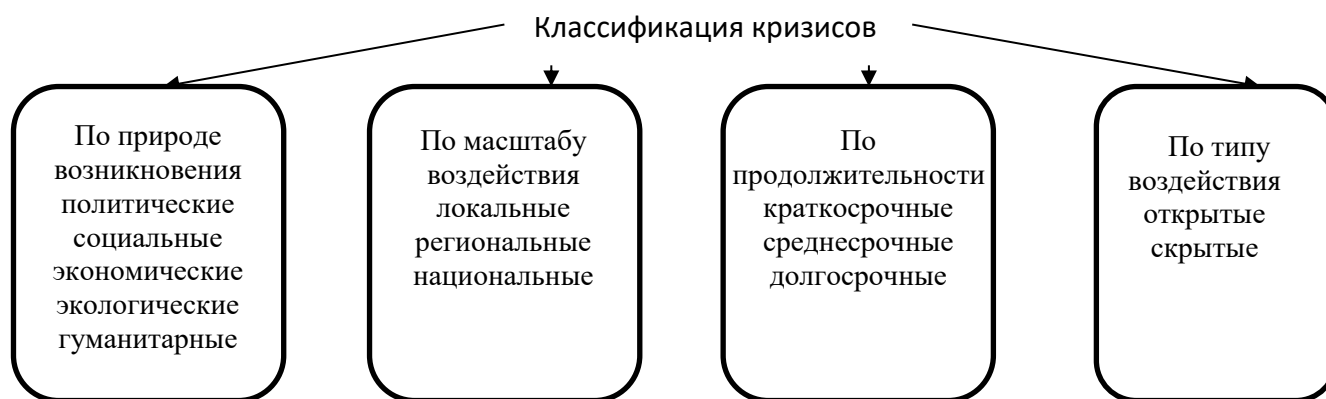 Классификация кризисов
По природе
возникновения
политические
социальные
экономические
экологические
гуманитарные
По масштабу
воздействия
локальные
региональные
национальные
По
продолжительности
краткосрочные
среднесрочные
долгосрочные
По типу
воздействия
открытые
скрытые